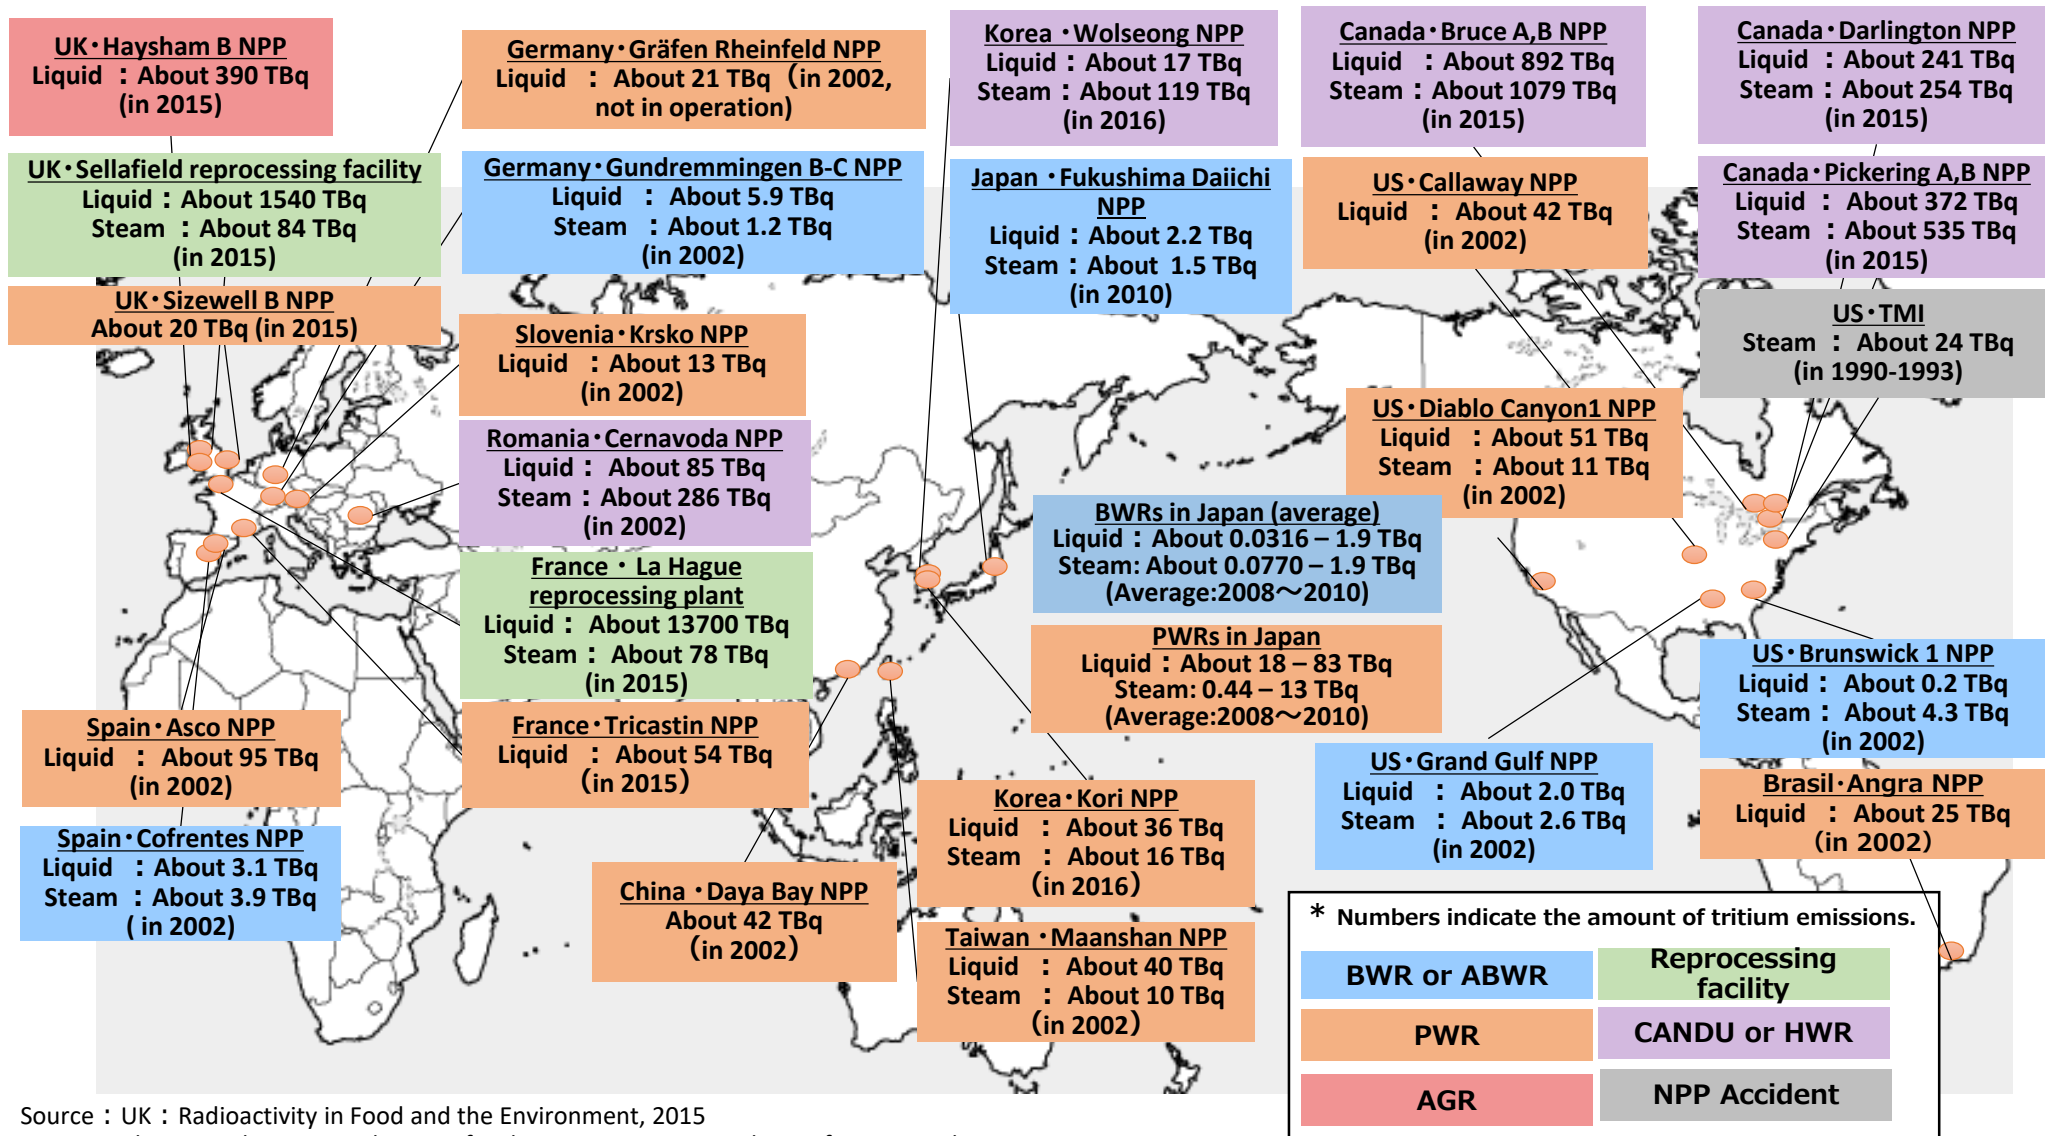 UK・Haysham B NPP
Liquid ：About 390 TBq
(in 2015)
UK・Sellafield reprocessing facility
Liquid：About 1540 TBq
Steam ：About 84 TBq
(in 2015)
UK・Sizewell B NPP
About 20 TBq (in 2015)
Germany・Gräfen Rheinfeld NPP
Liquid ：About 21 TBq（in 2002,
not in operation)
Germany・Gundremmingen B-C NPP
Liquid ：About 5.9 TBq
Steam ：About 1.2 TBq
(in 2002)
Slovenia・Krsko NPP
Liquid ：About 13 TBq
(in 2002)
Romania・Cernavoda NPP
Liquid：About 85 TBq
Steam：About 286 TBq
(in 2002)
France・La Hague
reprocessing plant
Liquid：About 13700 TBq
Steam：About 78 TBq
(in 2015)
France・Tricastin NPP
Liquid ：About 54 TBq
（in 2015）
Spain・Asco NPP
Liquid ：About 95 TBq
(in 2002)
Spain・Cofrentes NPP
Liquid ：About 3.1 TBq
Steam ：About 3.9 TBq
( in 2002)
China・Daya Bay NPP
About 42 TBq
（in 2002）
Korea・Wolseong NPP
Liquid：About 17 TBq
Steam：About 119 TBq
(in 2016)
Japan・Fukushima Daiichi
NPP
Liquid：About 2.2 TBq
Steam：About 1.5 TBq
(in 2010)
BWRs in Japan (average)
Liquid：About 0.0316 – 1.9 TBq
Steam: About 0.0770 – 1.9 TBq
(Average:2008～2010)
PWRs in Japan
Liquid：About 18 – 83 TBq
Steam: 0.44 – 13 TBq
(Average:2008～2010)
Korea・Kori NPP
Liquid ：About 36 TBq
Steam ：About 16 TBq
（in 2016）
Taiwan・Maanshan NPP
Liquid ：About 40 TBq
Steam ：About 10 TBq
（in 2002）
Canada・Bruce A,B NPP
Liquid ：About 892 TBq
Steam：About 1079 TBq
(in 2015)
US・Callaway NPP
Liquid ：About 42 TBq
(in 2002)
US・Diablo Canyon1 NPP
Liquid ：About 51 TBq
Steam ：About 11 TBq
(in 2002)
Canada・Darlington NPP
Liquid ：About 241 TBq
Steam：About 254 TBq
(in 2015)
Canada・Pickering A,B NPP
Liquid ：About 372 TBq
Steam ：About 535 TBq
(in 2015)
US・TMI
Steam ：About 24 TBq
(in 1990-1993)
US・Brunswick 1 NPP
Liquid ：About 0.2 TBq
Steam：About 4.3 TBq
(in 2002)
US・Grand Gulf NPP
Liquid ：About 2.0 TBq
Steam ：About 2.6 TBq
(in 2002)
Brasil・Angra NPP
Liquid ：About 25 TBq
（in 2002）
* Numbers indicate the amount of tritium emissions.
BWR or ABWR
Reprocessing
facility
PWR
CANDU or HWR
AGR
NPP Accident
Source：UK：Radioactivity in Food and the Environment, 2015